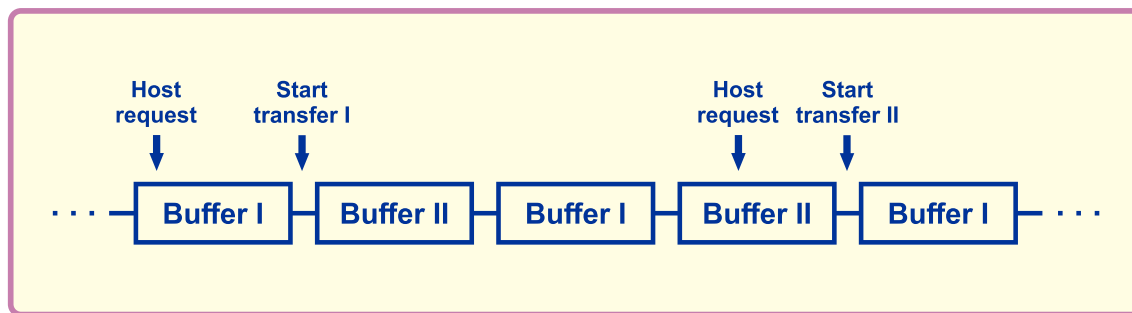 Host
request
Start
transfer I
Host
request
Start
transfer II
Buffer I
Buffer II
Buffer I
Buffer II
Buffer I